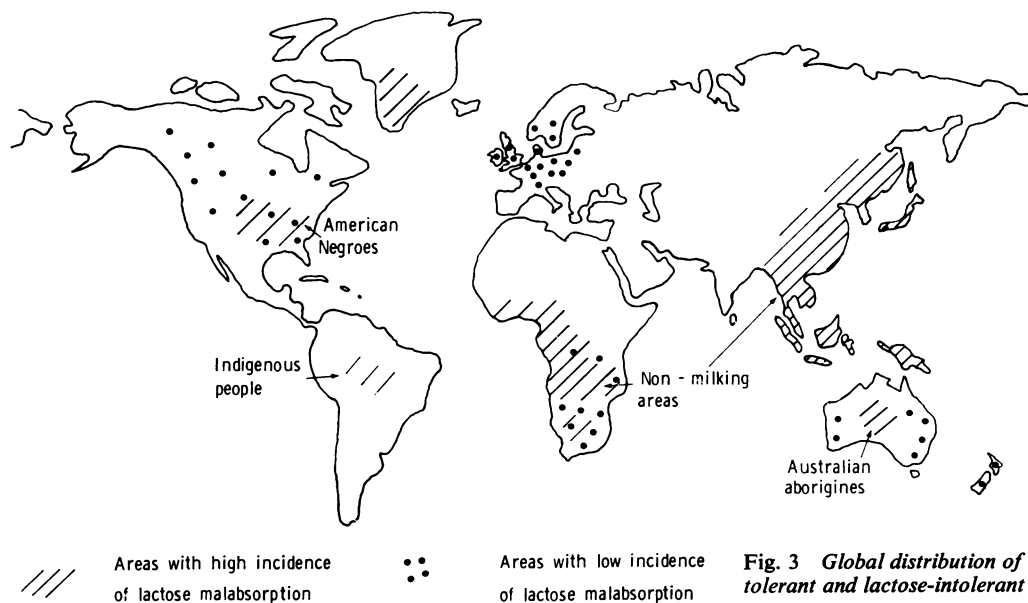 American
Negroes
Indigenous
people
Non - milking
areas
Australian
aborigines
Areas with high incidence
of lactose malabsorption
Areas with low incidence
of lactose malabsorption
Fig. 3 Global distribution of
tolerant and lactose-intolerant